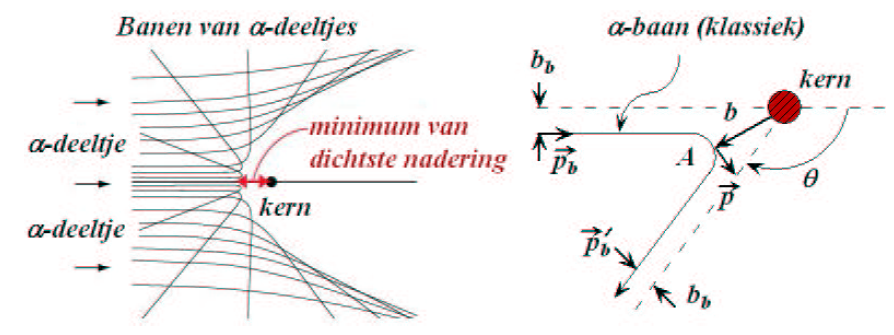 Banen van α-deeltjes
α-deeltje
α-deeltje
minimum van
dichtste nadering
kern
α-baan (klassiek)
b_b
kern
b
A
p⃗_b
p⃗
θ
p⃗_b′
b_b